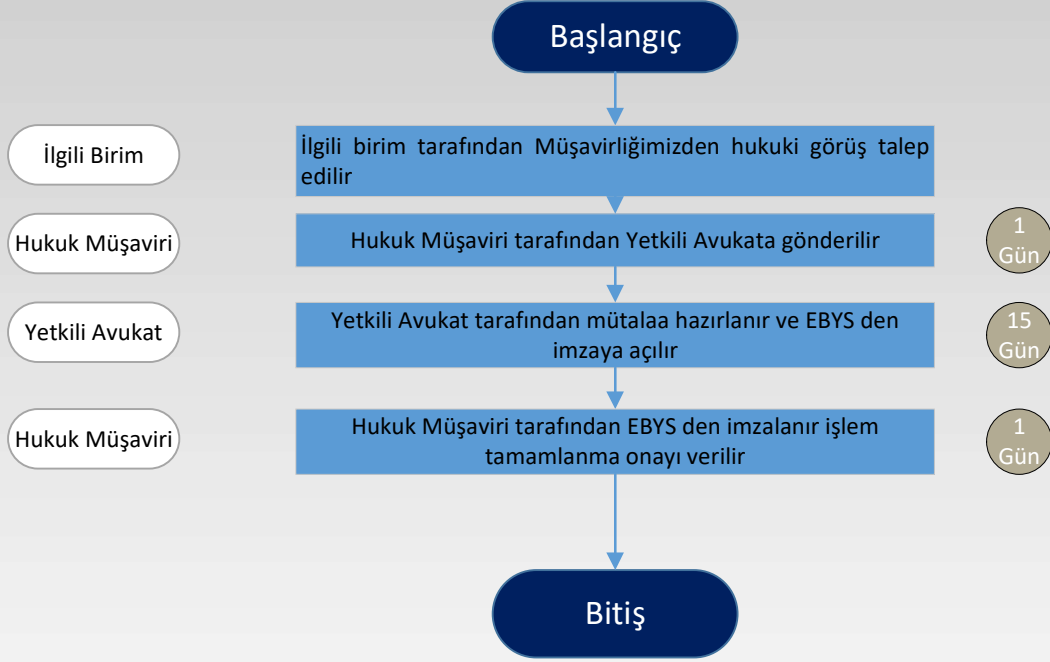 Başlangıç
İlgili Birim
İlgili birim tarafından Müşavirliğimizden hukuki görüş talep
edilir
Hukuk Müşaviri
Hukuk Müşaviri tarafından Yetkili Avukata gönderilir
1
Gün
Yetkili Avukat
Yetkili Avukat tarafından mütalaa hazırlanır ve EBYS den
imzaya açılır
15
Gün
Hukuk Müşaviri
Hukuk Müşaviri tarafından EBYS den imzalanır işlem
tamamlanma onayı verilir
1
Gün
Bitiş